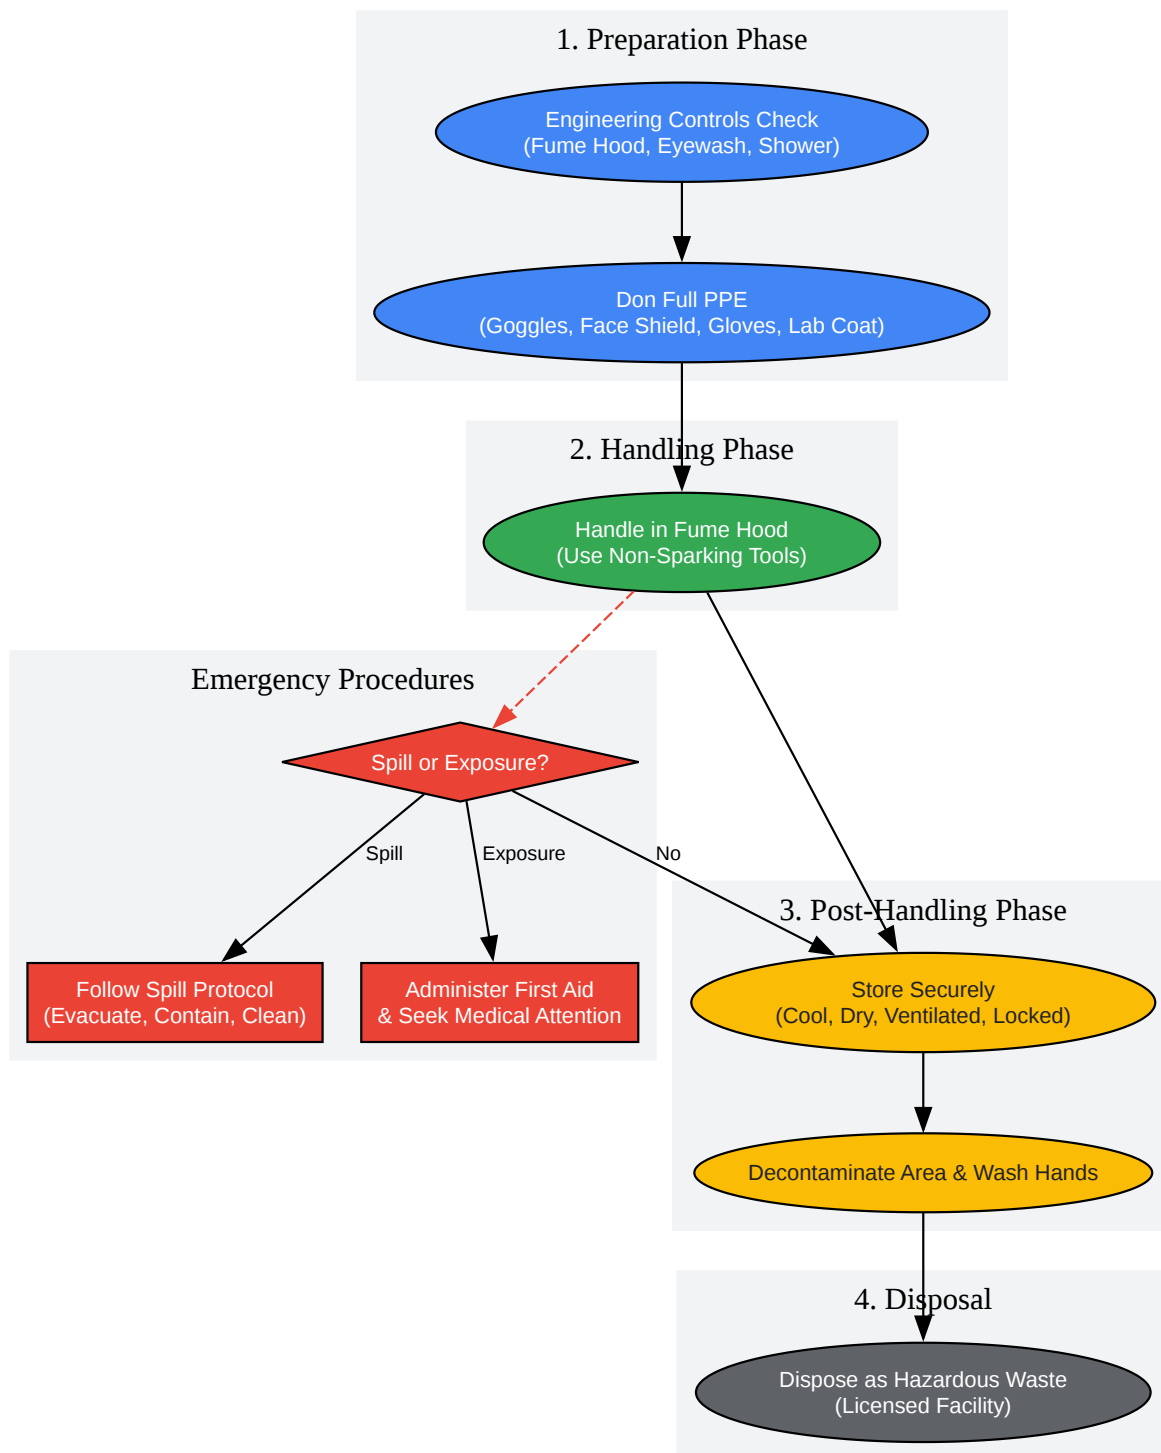 1. Preparation Phase
Engineering Controls Check
(Fume Hood, Eyewash, Shower)
Don Full PPE
(Goggles, Face Shield, Gloves, Lab Coat)
2. Handling Phase
Handle in Fume Hood
(Use Non-Sparking Tools)
Emergency Procedures
Spill or Exposure?
Spill
Exposure
No
3. Post-Handling Phase
Follow Spill Protocol
(Evacuate, Contain, Clean)
Administer First Aid
& Seek Medical Attention
Store Securely
(Cool, Dry, Ventilated, Locked)
Decontaminate Area & Wash Hands
4. Disposal
Dispose as Hazardous Waste
(Licensed Facility)